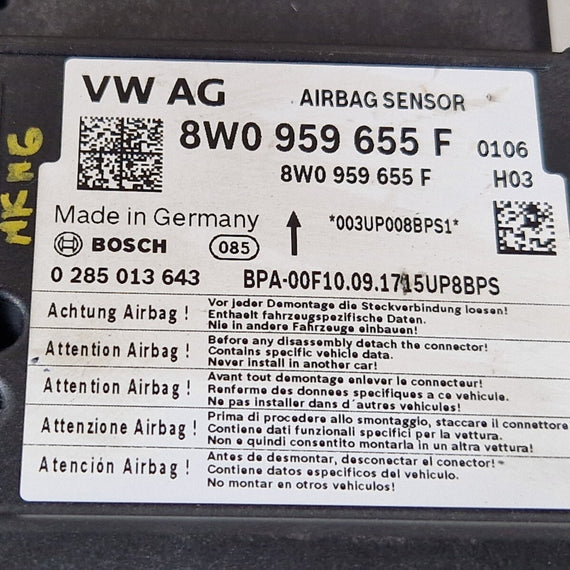 VW AG
AIRBAG SENSOR
8W0 959 655 F 0106
8W0 959 655 F H03
Made in Germany
*003UP008BPS1*
BOSCH 085
0 285 013 643 BPA-00F10.09.1715UP8BPS
Achtung Airbag ! Vor jeder Demontage die Steckverbindung loesen!
Enthaelt fahrzeugspezifische Daten.
Nie in andere Fahrzeuge einbauen!
Attention Airbag ! Before any disassembly detach the connector!
Contains specific vehicle data.
Never install in another car!
Attention Airbag ! Avant tout demontage enlever le connecteur!
Renferme des donnees specifiques a ce vehicule.
Ne pas installer dans d´autres vehicules!
Attenzione Airbag ! Prima di procedere allo smontaggio, staccare il connettore
Contiene dati funzionali specifici per la vettura.
Non e quindi consentito montarla in un altra vettura!
Atención Airbag ! Antes de desmontar, desconectar el conector!
Contiene datos especificos del vehiculo.
No montar en otros vehiculos!